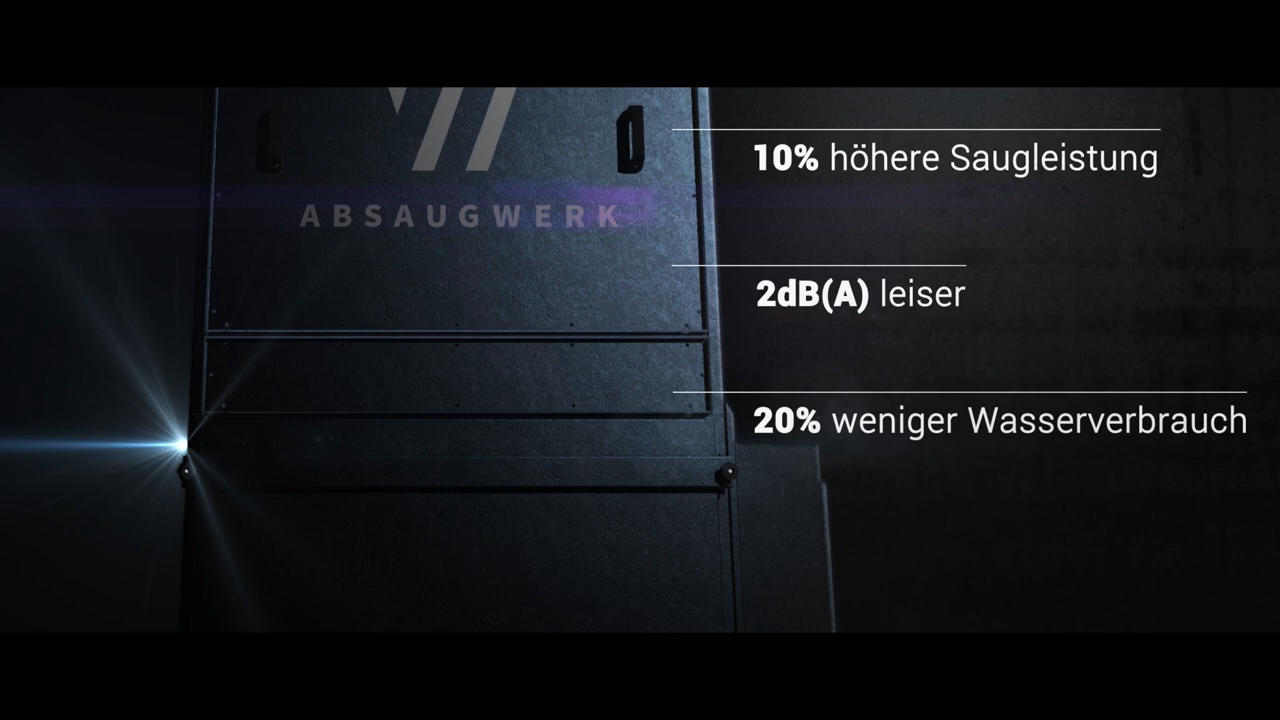 10% höhere Saugleistung
ABSAUGWERK
2dB(A) leiser
20% weniger Wasserverbrauch